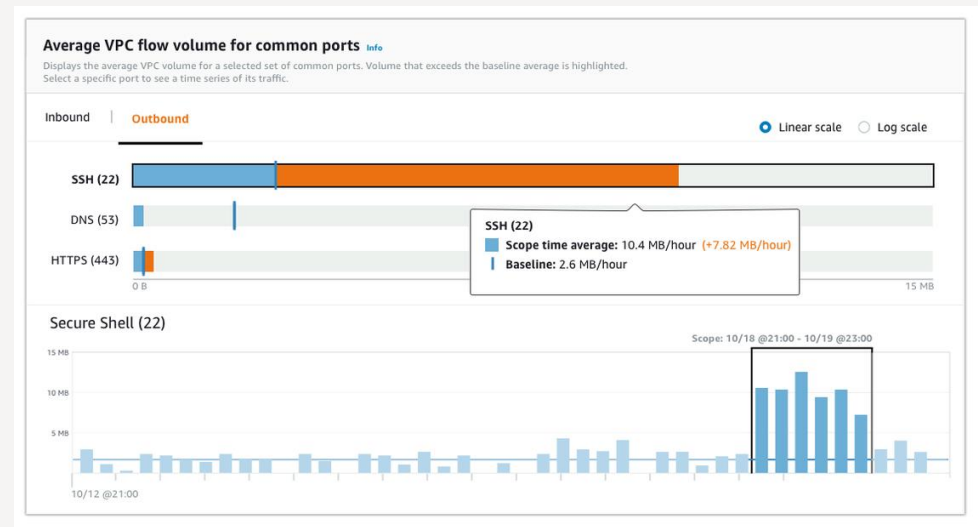 Average VPC flow volume for common ports Info
Displays the average VPC volume for a selected set of common ports. Volume that exceeds the baseline average is highlighted.
Select a specific port to see a time series of its traffic.
Inbound | Outbound
Linear scale Log scale
SSH (22)
DNS (53)
HTTPS (443)
SSH (22)
Scope time average: 10.4 MB/hour (+7.82 MB/hour)
Baseline: 2.6 MB/hour
0 B 15 MB
Secure Shell (22)
Scope: 10/18 @21:00 - 10/19 @23:00
15 MB
10 MB
5 MB
10/12 @21:00